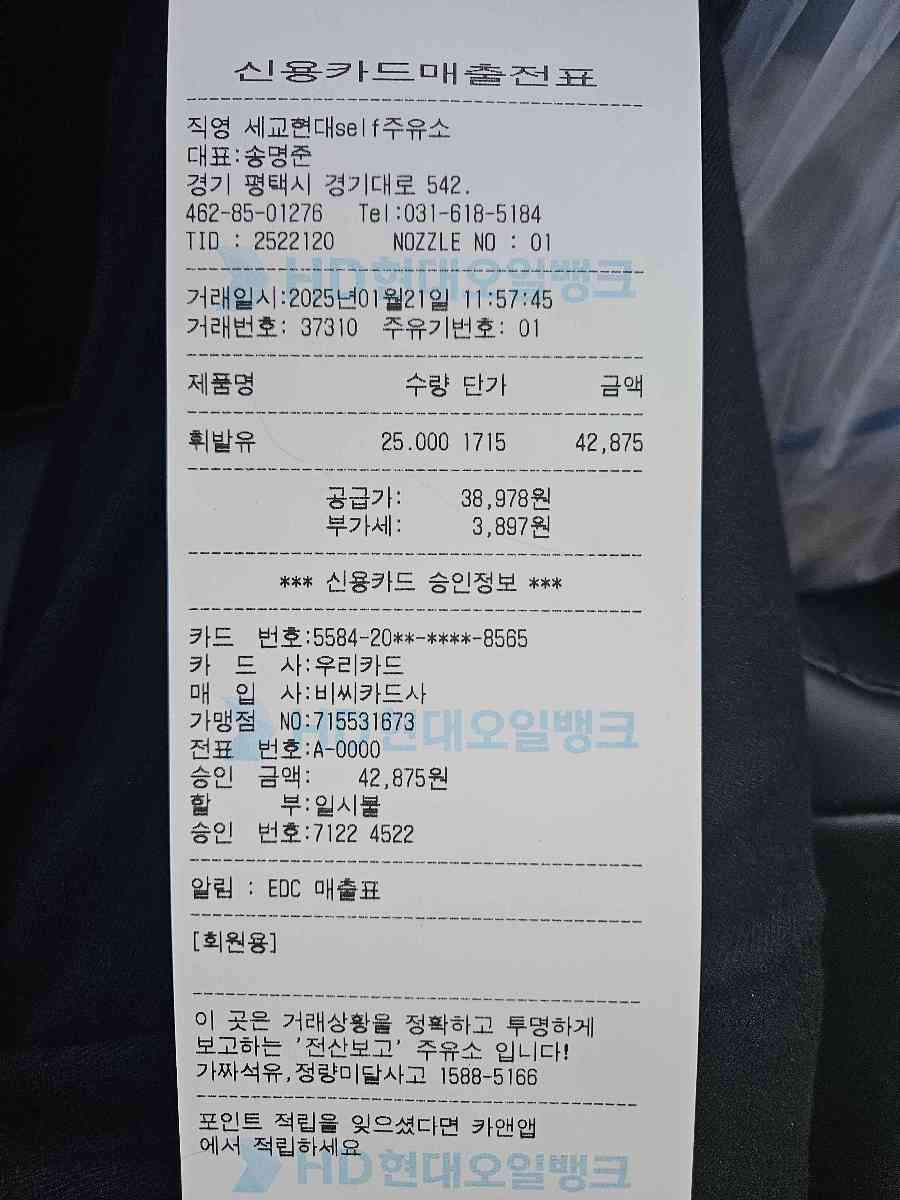 신용카드매출전표
직영 세교현대self주유소
대표:송명준
경기 평택시 경기대로 542.
462-85-01276 Tel:031-618-5184
TID : 2522120 NOZZLE NO : 01
HD현대오일뱅크
거래일시:2025년01월21일 11:57:45
거래번호: 37310 주유기번호: 01
제품명 수량 단가 금액
휘발유 25.000 1715 42,875
공급가: 38,978원
부가세: 3,897원
*** 신용카드 승인정보 ***
카드 번호:5584-20**-****-8565
카 드 사:우리카드
매 입 사:비씨카드사
가맹점 NO:715531673
HD현대오일뱅크
전표 번호:A-0000
승인 금액: 42,875원
할 부:일시불
승인 번호:7122 4522
알림 : EDC 매출표
[회원용]
이 곳은 거래상황을 정확하고 투명하게
보고하는 '전산보고' 주유소 입니다!
가짜석유,정량미달사고 1588-5166
포인트 적립을 잊으셨다면 카앤앱
에서 적립하세요
HD현대오일뱅크